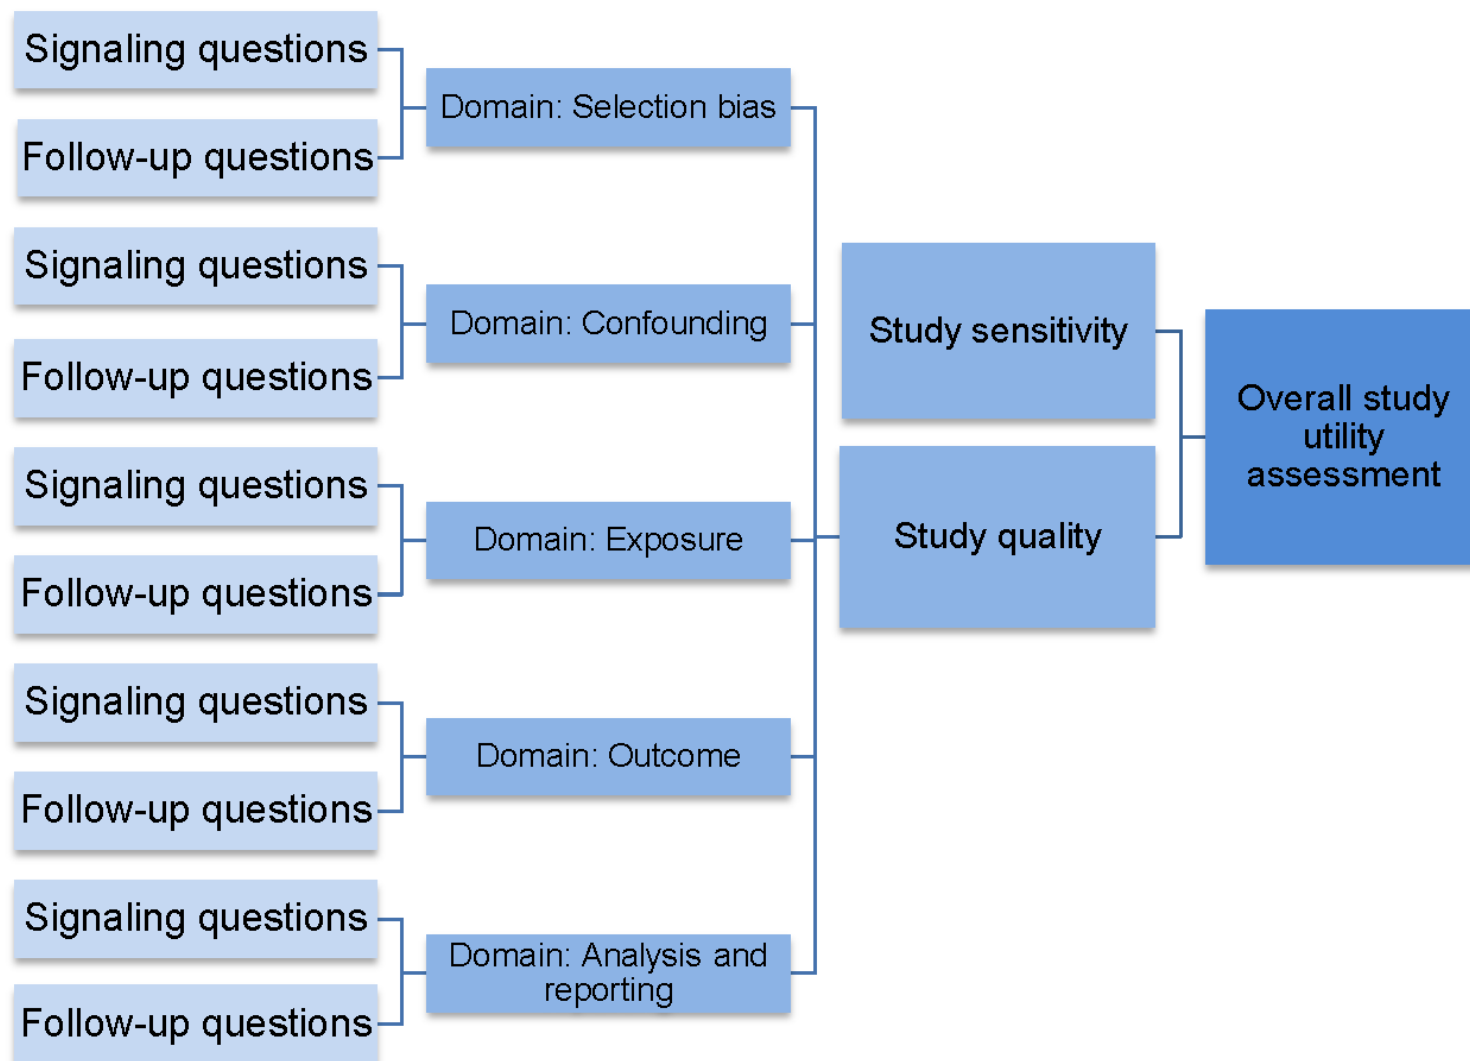 Signaling questions
Follow-up questions
Domain: Selection bias
Signaling questions
Follow-up questions
Domain: Confounding
Signaling questions
Follow-up questions
Domain: Exposure
Signaling questions
Follow-up questions
Domain: Outcome
Signaling questions
Follow-up questions
Domain: Analysis and
reporting
Study sensitivity
Study quality
Overall study
utility
assessment